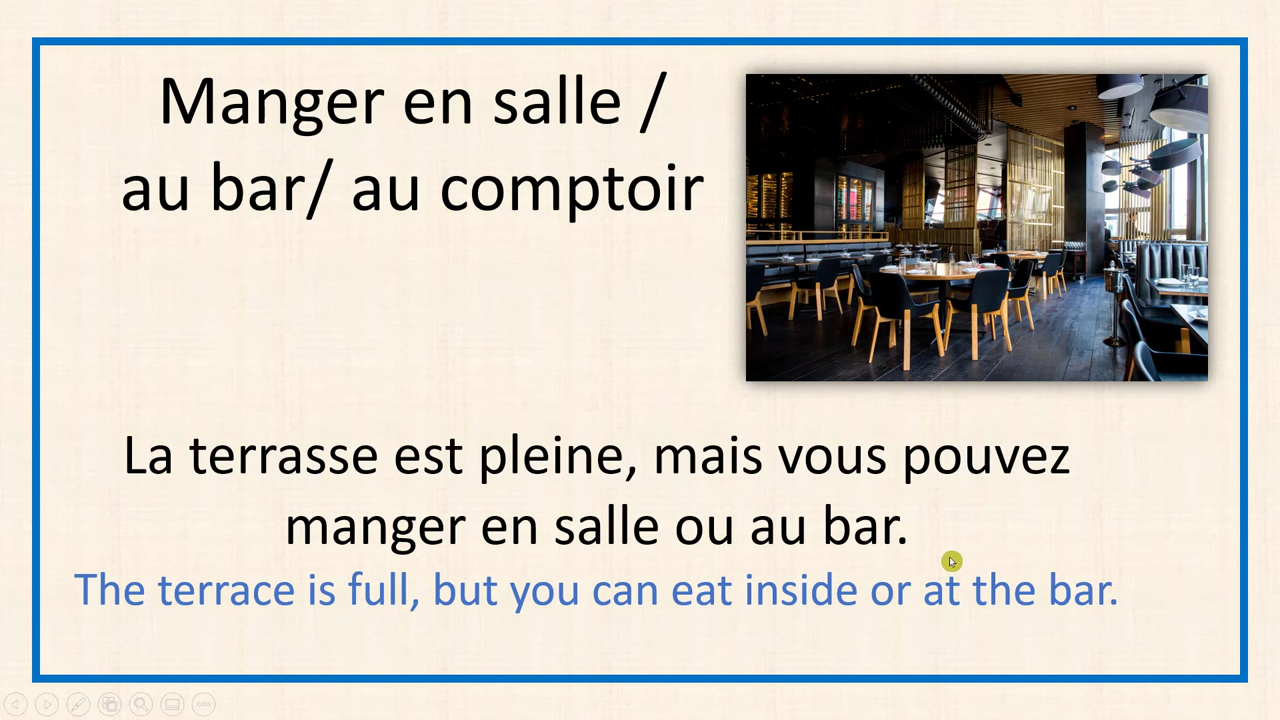 Manger en salle /
au bar/ au comptoir
La terrasse est pleine, mais vous pouvez
manger en salle ou au bar.
The terrace is full, but you can eat inside or at the bar.